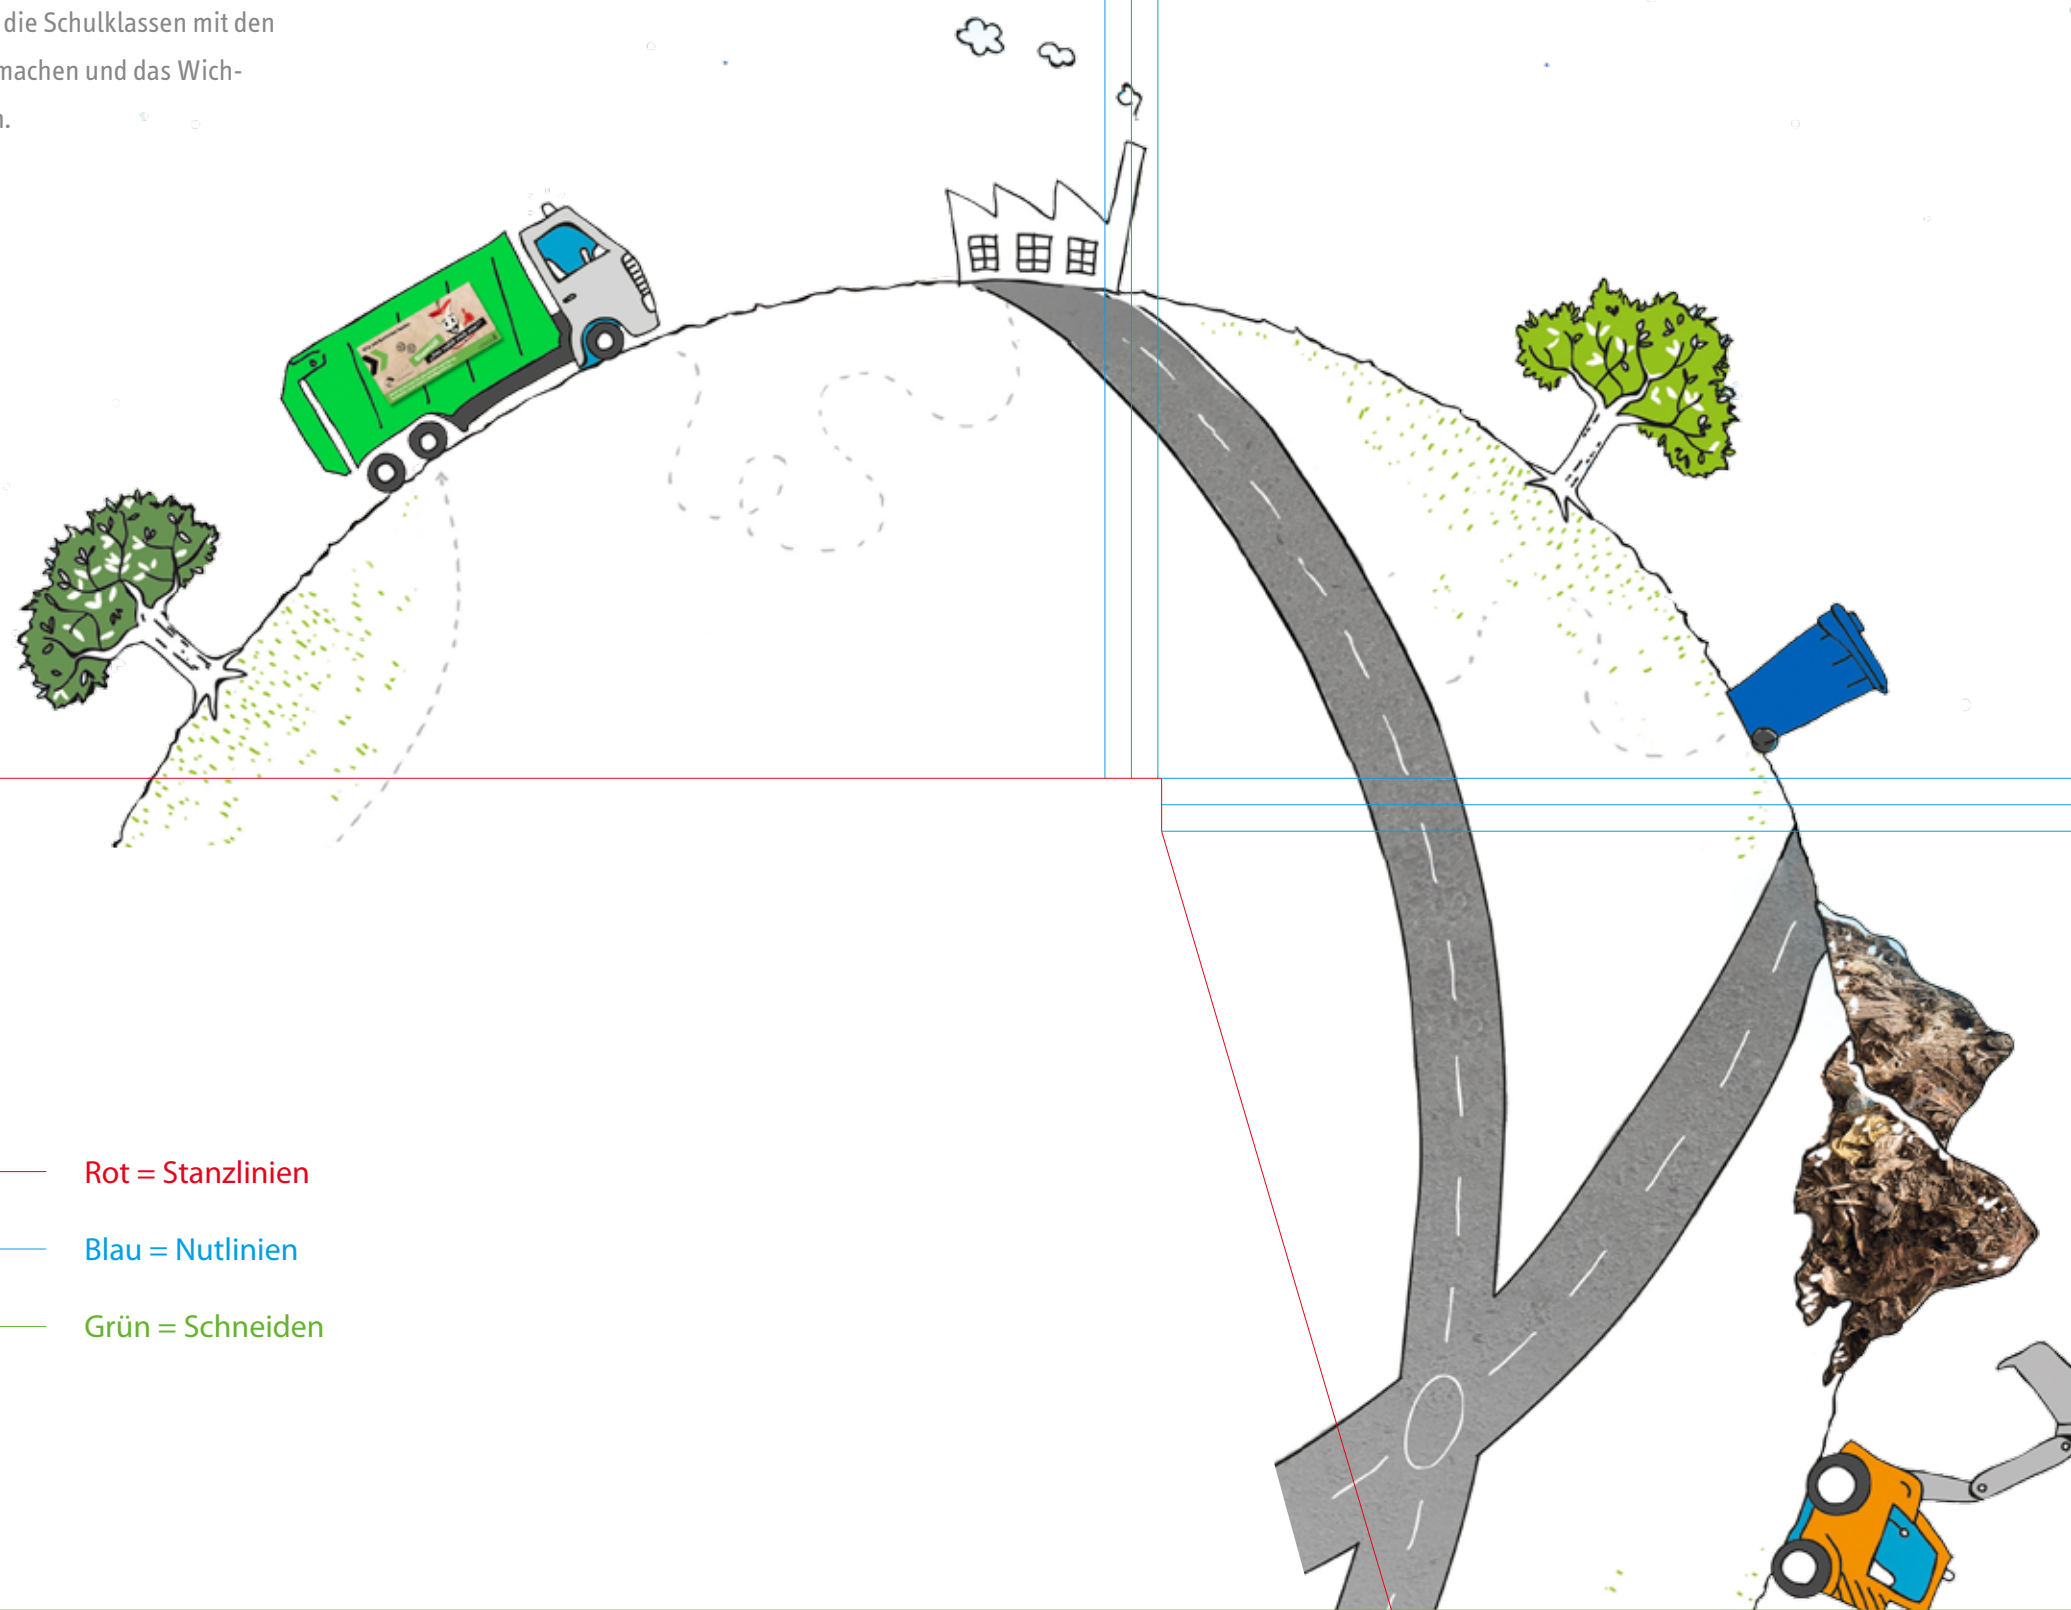 die Schulklassen mit den
machen und das Wich-
n.
Rot = Stanzlinien
Blau = Nutlinien
Grün = Schneiden